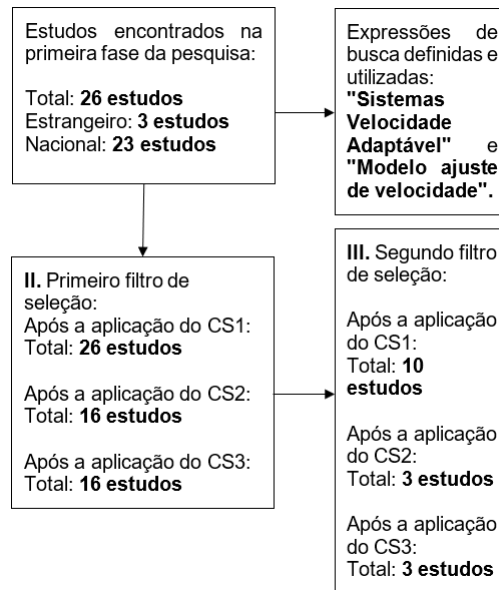 Estudos encontrados na
primeira fase da pesquisa:
Total: 26 estudos
Estrangeiro: 3 estudos
Nacional: 23 estudos
Expressões de
busca definidas e
utilizadas:
"Sistemas
Velocidade
Adaptável" e
"Modelo ajuste
de velocidade".
II. Primeiro filtro de
seleção:
Após a aplicação do CS1:
Total: 26 estudos
Após a aplicação do CS2:
Total: 16 estudos
Após a aplicação do CS3:
Total: 16 estudos
III. Segundo filtro
de seleção:
Após a aplicação
do CS1:
Total: 10
estudos
Após a aplicação
do CS2:
Total: 3 estudos
Após a aplicação
do CS3:
Total: 3 estudos